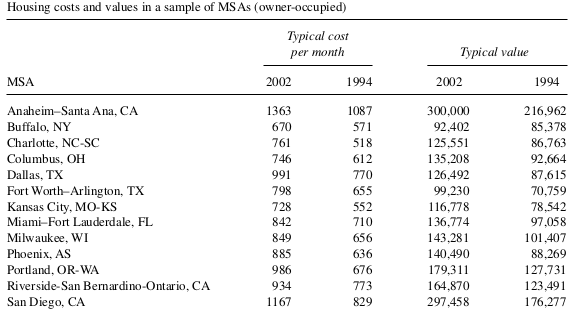 Housing costs and values in a sample of MSAs (owner-occupied)
Typical cost
per month Typical value
MSA 2002 1994 2002 1994
Anaheim–Santa Ana, CA 1363 1087 300,000 216,962
Buffalo, NY 670 571 92,402 85,378
Charlotte, NC-SC 761 518 125,551 86,763
Columbus, OH 746 612 135,208 92,664
Dallas, TX 991 770 126,492 87,615
Fort Worth–Arlington, TX 798 655 99,230 70,759
Kansas City, MO-KS 728 552 116,778 78,542
Miami–Fort Lauderdale, FL 842 710 136,774 97,058
Milwaukee, WI 849 656 143,281 101,407
Phoenix, AS 885 636 140,490 88,269
Portland, OR-WA 986 676 179,311 127,731
Riverside-San Bernardino-Ontario, CA 934 773 164,870 123,491
San Diego, CA 1167 829 297,458 176,277